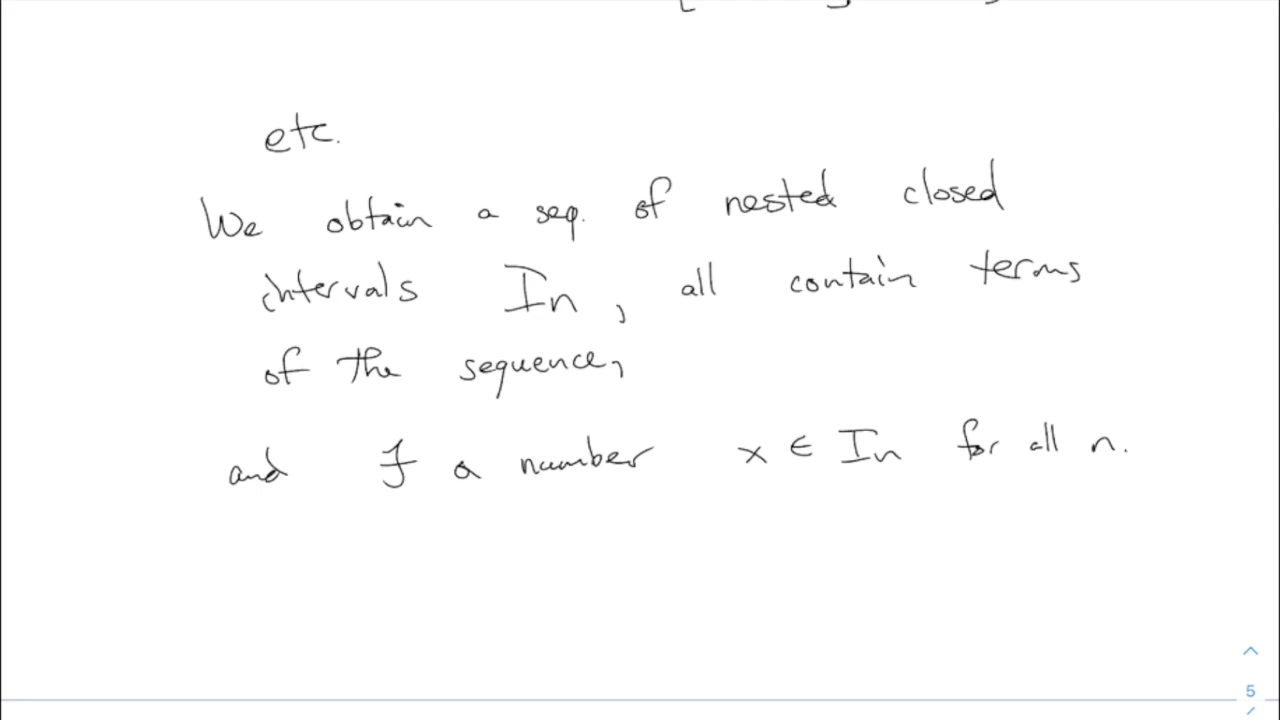 etc.
We obtain a seq. of nested closed
intervals In, all contain terms
of the sequence,
and ∃ a number x ∈ In for all n.
5